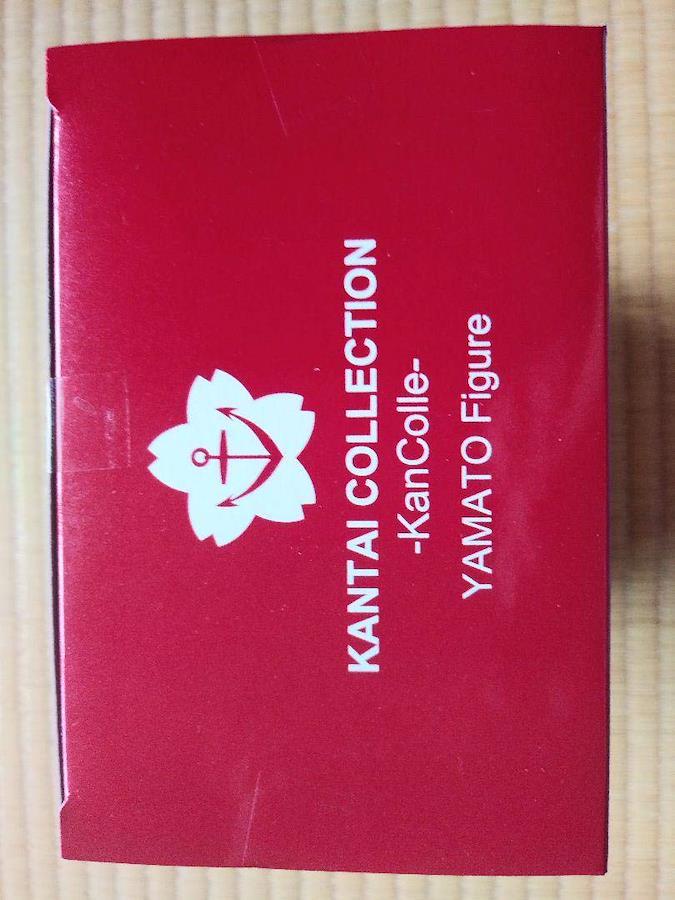 KANTAI COLLECTION
-KanColle-
YAMATO Figure